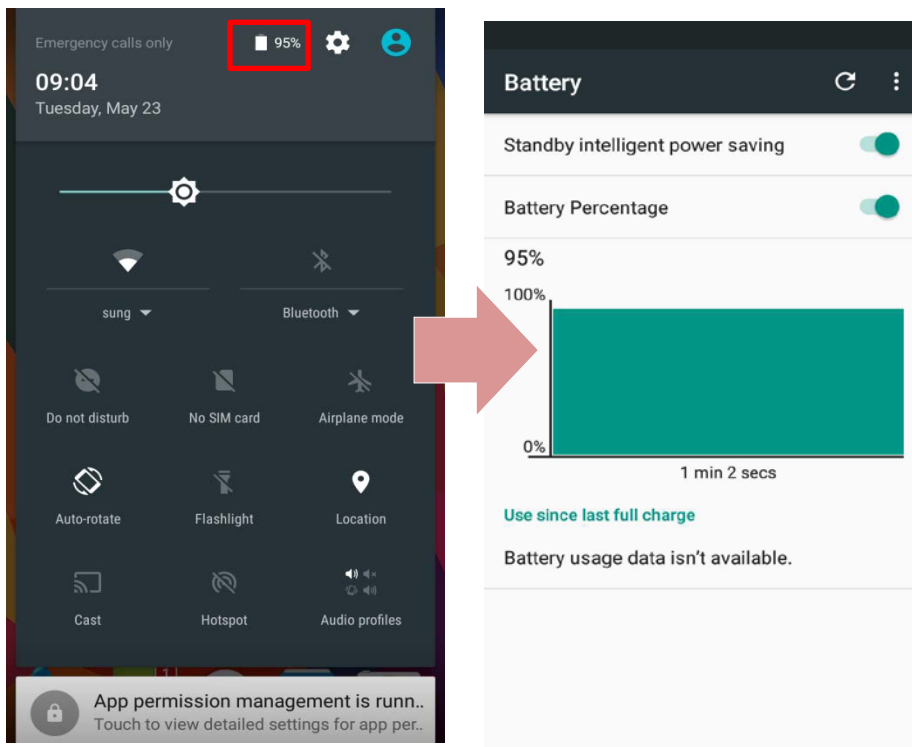 Emergency calls only
95%
09:04
Tuesday, May 23
sung
Bluetooth
Do not disturb
No SIM card
Airplane mode
Auto-rotate
Flashlight
Location
Cast
Hotspot
Audio profiles
1
App permission management is runn..
Touch to view detailed settings for app per..
Battery
Standby intelligent power saving
Battery Percentage
95%
100%
0%
1 min 2 secs
Use since last full charge
Battery usage data isn't available.